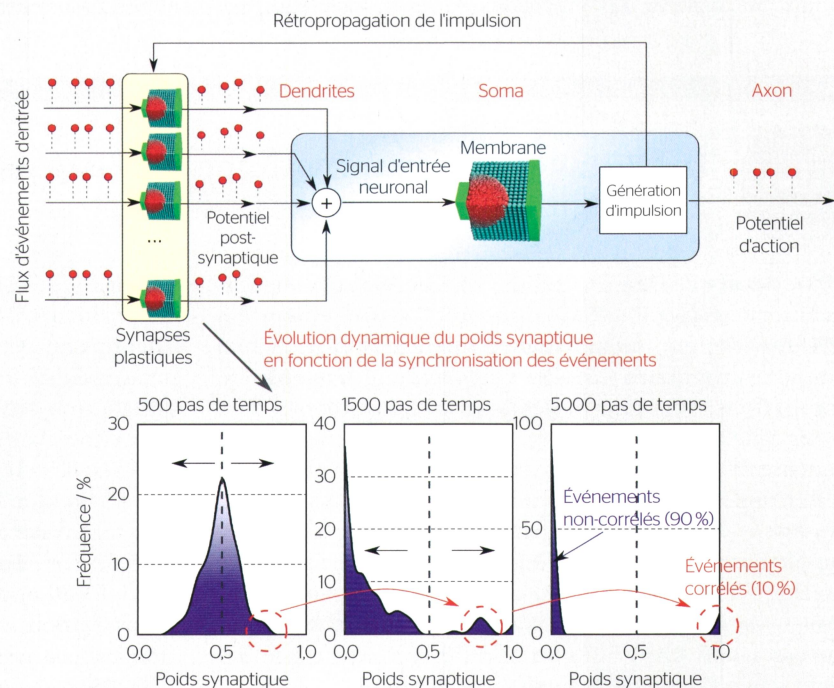 Rétropropagation de l'impulsion
Flux d'événements d'entrée
Dendrites
Soma
Axon
Membrane
Signal d'entrée
neuronal
Potentiel
post-
synaptique
+
Génération
d'impulsion
Potentiel
d'action
...
Synapses
plastiques
Évolution dynamique du poids synaptique
en fonction de la synchronisation des événements
500 pas de temps
1500 pas de temps
5000 pas de temps
Fréquence / %
30
20
10
0
0,0
0,5
1,0
Poids synaptique
40
30
20
10
0
0,0
0,5
1,0
Poids synaptique
100
50
0
0,0
0,5
1,0
Poids synaptique
Événements
non-corrélés (90 %)
Événements
corrélés (10 %)